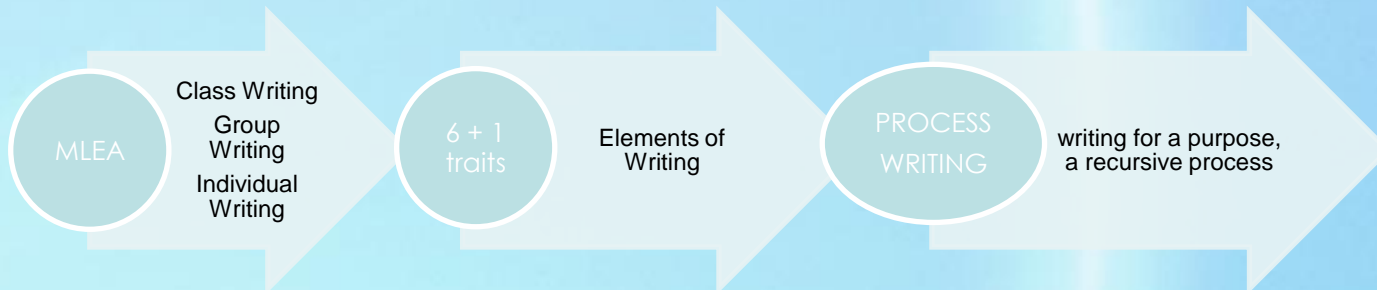 MLEA
Class Writing
Group
Writing
Individual
Writing
6 + 1
traits
Elements of
Writing
PROCESS
WRITING
writing for a purpose,
a recursive process